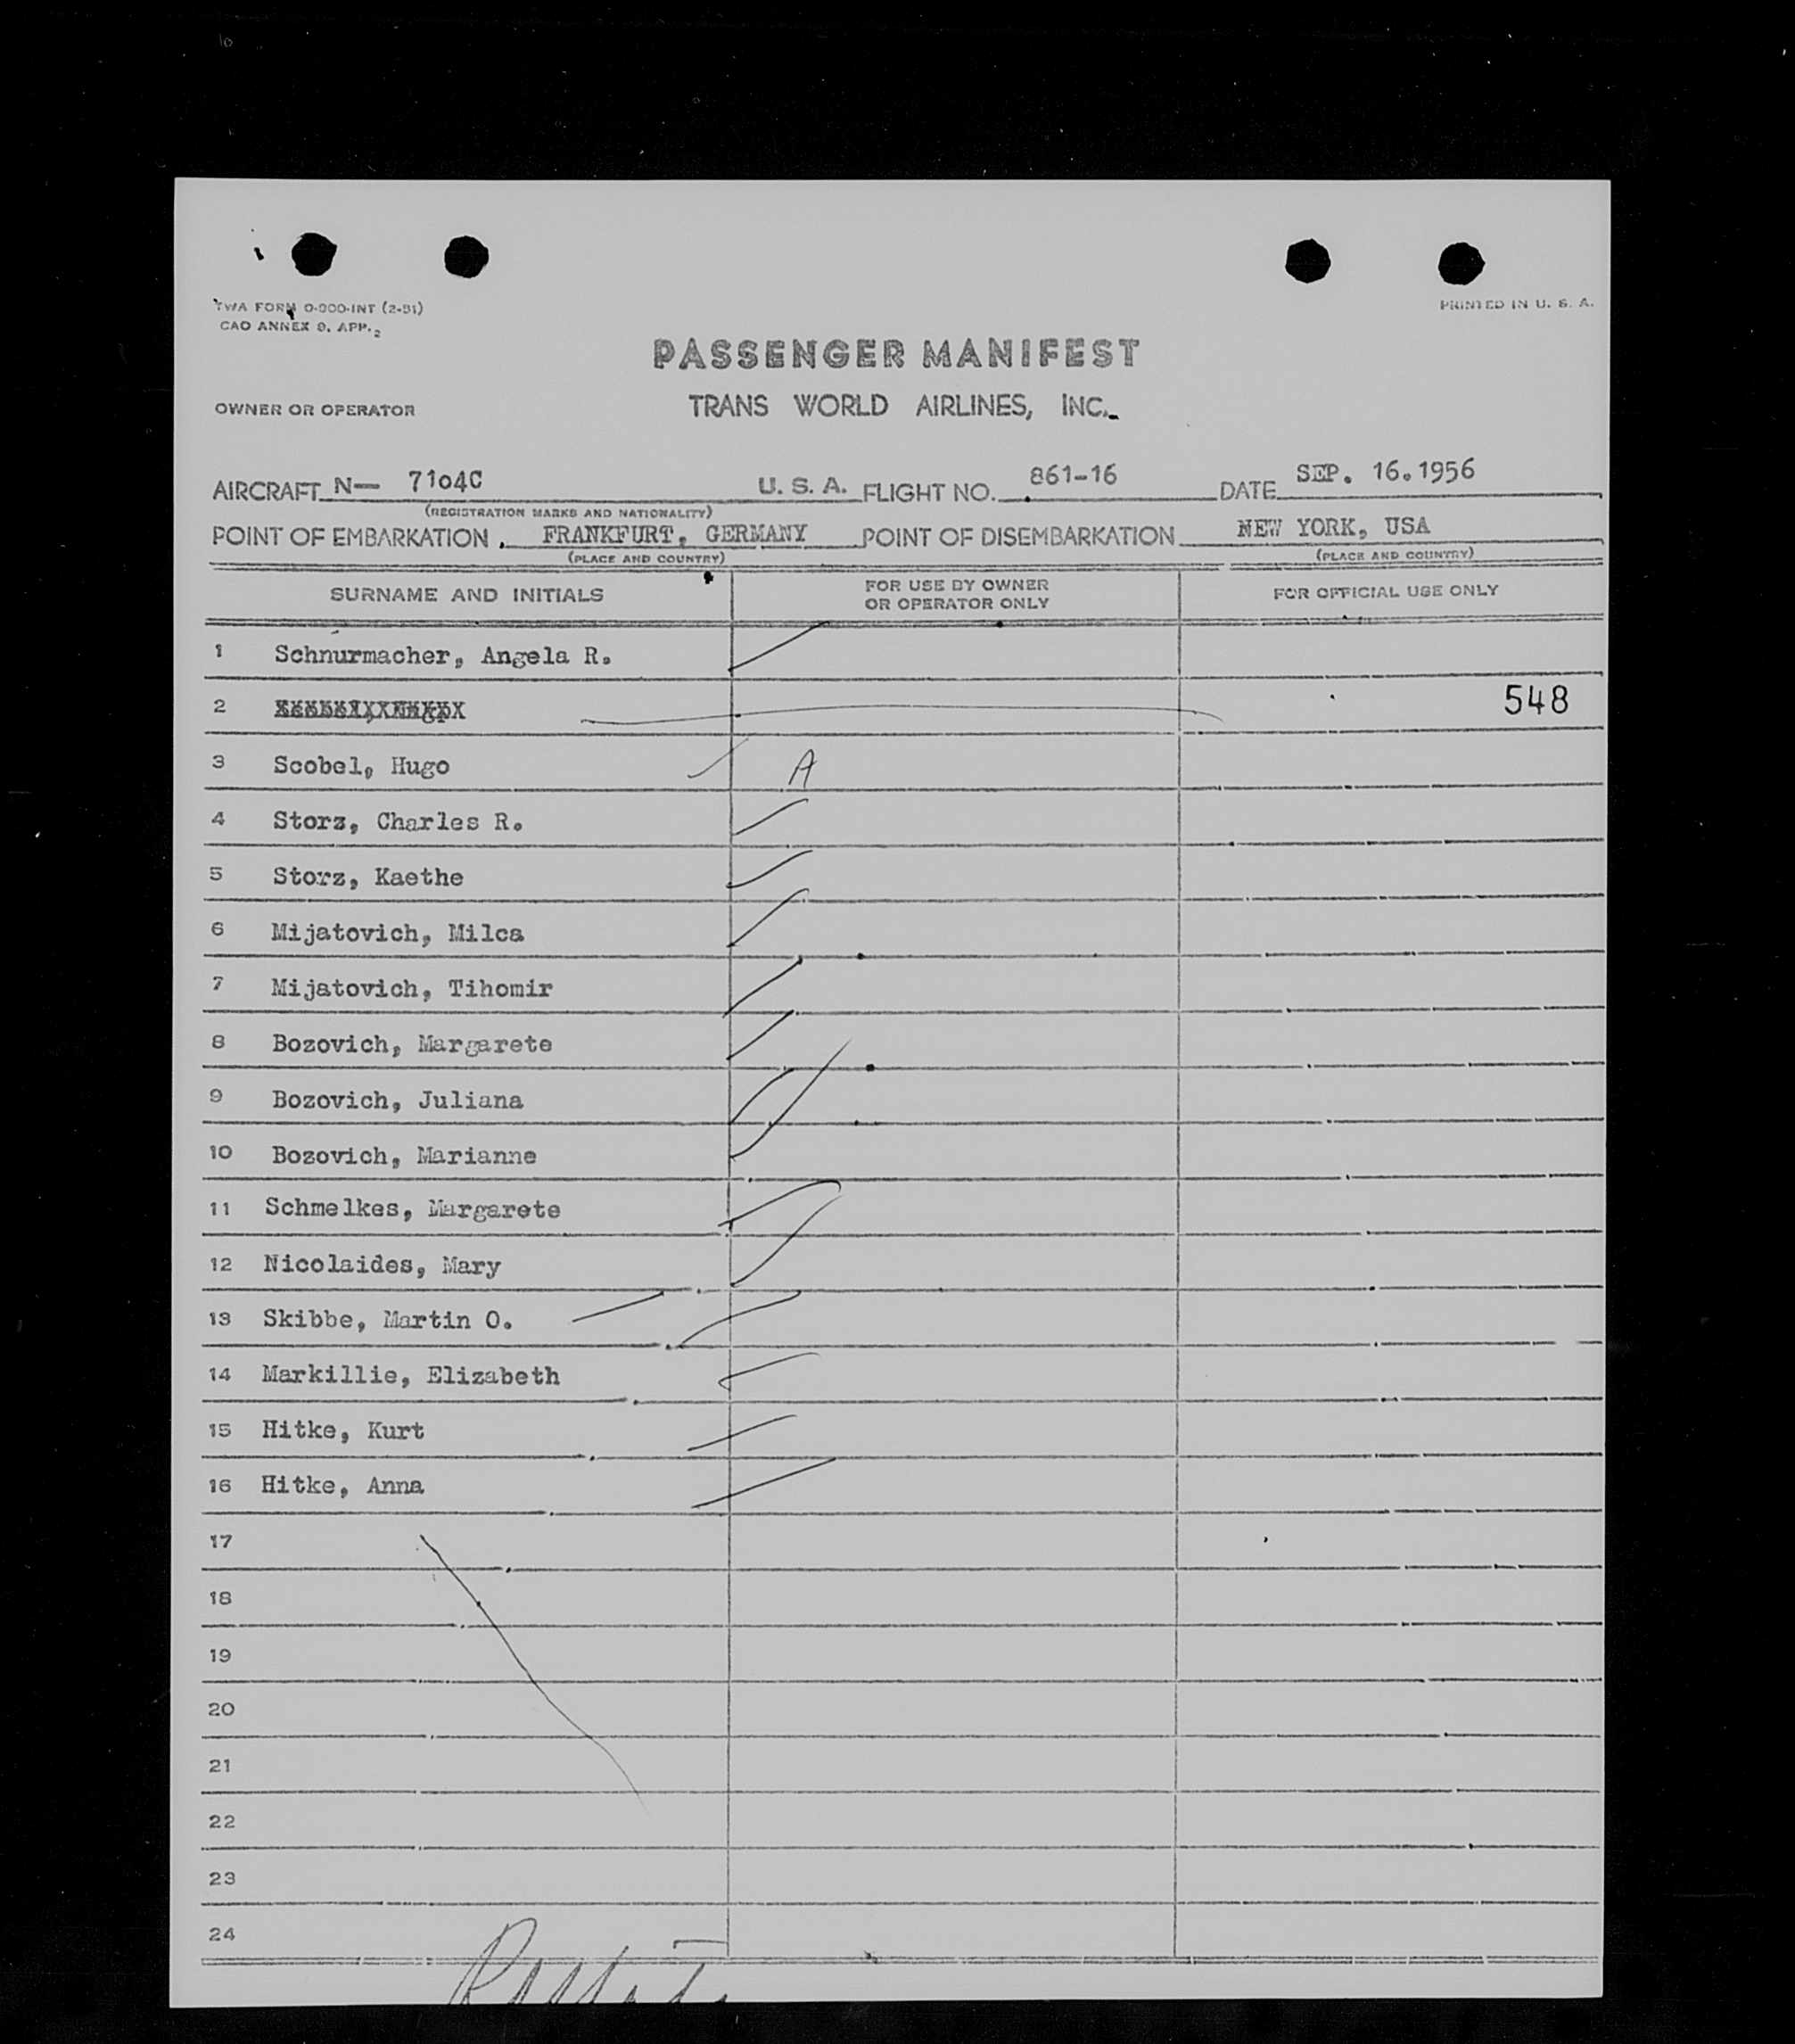 TWA FORM O-900-INT (2-51)
CAO ANNEX 9. APP. 2
PRINTED IN U. S. A.
PASSENGER MANIFEST
OWNER OR OPERATOR TRANS WORLD AIRLINES, INC.
AIRCRAFT N— 7104C U. S. A. FLIGHT NO. 861-16 DATE SEP. 16.1956
(REGISTRATION MARKS AND NATIONALITY)
POINT OF EMBARKATION FRANKFURT, GERMANY POINT OF DISEMBARKATION NEW YORK, USA
(PLACE AND COUNTRY) (PLACE AND COUNTRY)
SURNAME AND INITIALS FOR USE BY OWNER OR OPERATOR ONLY FOR OFFICIAL USE ONLY
1 Schnurmacher, Angela R.
2 548
3 Scobel, Hugo A
4 Storz, Charles R.
5 Storz, Kaethe
6 Mijatovich, Milca
7 Mijatovich, Tihomir
8 Bozovich, Margarete
9 Bozovich, Juliana
10 Bozovich, Marianne
11 Schmelkes, Margarete
12 Nicolaides, Mary
13 Skibbe, Martin O.
14 Markillie, Elizabeth
15 Hitke, Kurt
16 Hitke, Anna
17
18
19
20
21
22
23
24